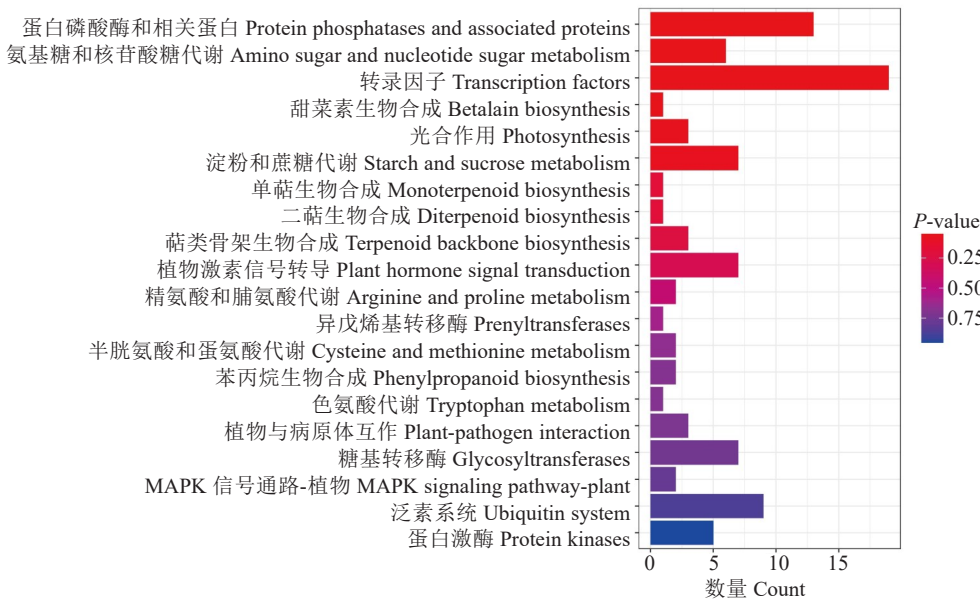 蛋白磷酸酶和相关蛋白 Protein phosphatases and associated proteins
氨基糖和核苷酸糖代谢 Amino sugar and nucleotide sugar metabolism
转录因子 Transcription factors
甜菜素生物合成 Betalain biosynthesis
光合作用 Photosynthesis
淀粉和蔗糖代谢 Starch and sucrose metabolism
单萜生物合成 Monoterpenoid biosynthesis
二萜生物合成 Diterpenoid biosynthesis
萜类骨架生物合成 Terpenoid backbone biosynthesis
植物激素信号转导 Plant hormone signal transduction
精氨酸和脯氨酸代谢 Arginine and proline metabolism
异戊烯基转移酶 Prenyltransferases
半胱氨酸和蛋氨酸代谢 Cysteine and methionine metabolism
苯丙烷生物合成 Phenylpropanoid biosynthesis
色氨酸代谢 Tryptophan metabolism
植物与病原体互作 Plant-pathogen interaction
糖基转移酶 Glycosyltransferases
MAPK 信号通路-植物 MAPK signaling pathway-plant
泛素系统 Ubiquitin system
蛋白激酶 Protein kinases
0 5 10 15
数量 Count
P-value
0.25
0.50
0.75